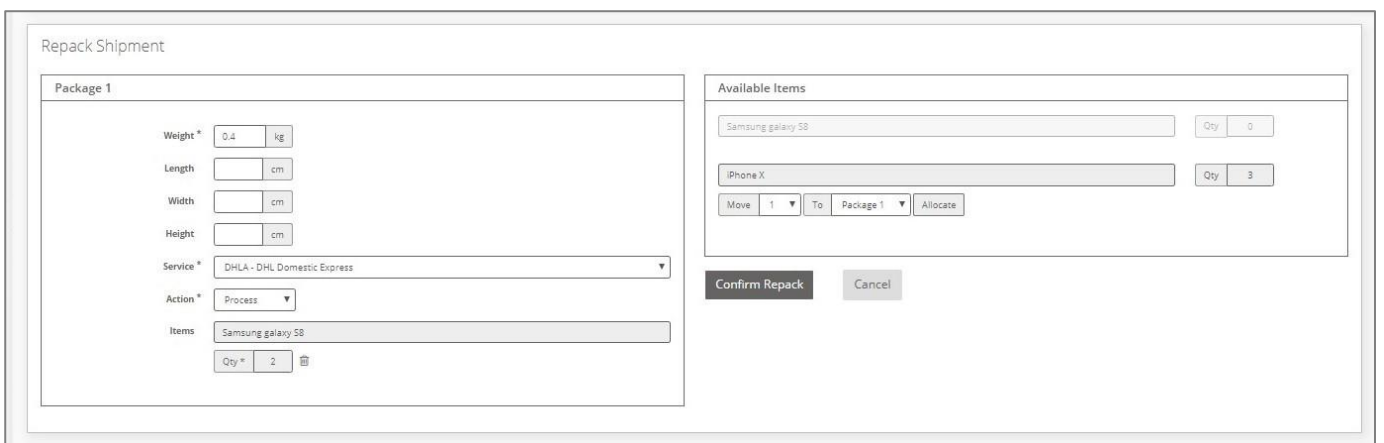 Repack Shipment
Package 1
Weight *
0.4 kg
Length
cm
Width
cm
Height
cm
Service *
DHLA - DHL Domestic Express
Action *
Process
Items
Samsung galaxy S8
Qty * 2
Available Items
Samsung galaxy S8 Qty 0
iPhone X Qty 3
Move 1 To Package 1 Allocate
Confirm Repack Cancel